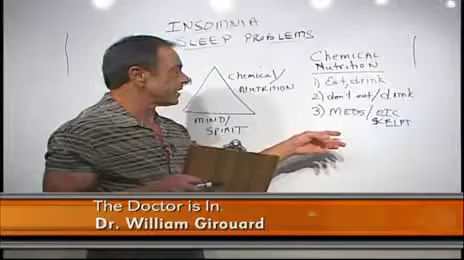 INSOMNIA
SLEEP PROBLEMS
Chemical/
NUTRITION
MIND/
SPIRIT
Chemical
NUTRITION
1) Eat, drink
2) don't eat/drink
3) MEDS/OTC
SCRIPT
The Doctor is In
Dr. William Girouard